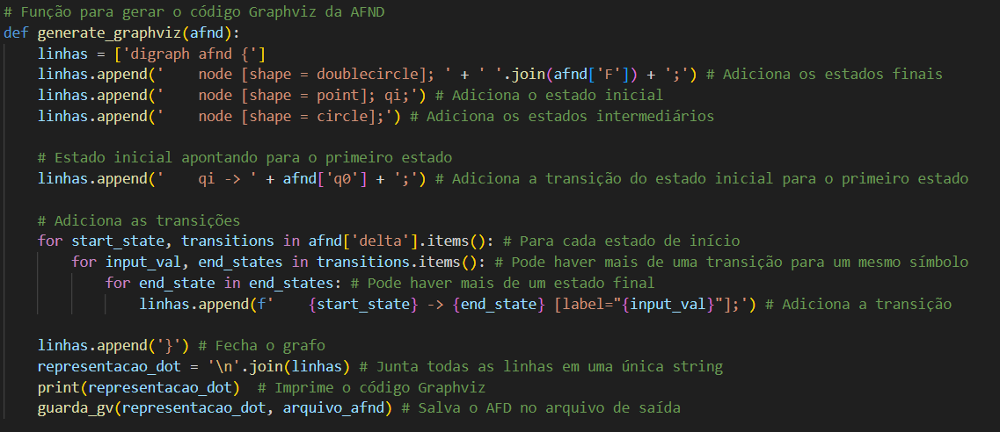 # Função para gerar o código Graphviz da AFND
def generate_graphviz(afnd):
    linhas = ['digraph afnd {']
    linhas.append('    node [shape = doublecircle]; ' + ' '.join(afnd['F']) + ';') # Adiciona os estados finais
    linhas.append('    node [shape = point]; qi;') # Adiciona o estado inicial
    linhas.append('    node [shape = circle];') # Adiciona os estados intermediários

    # Estado inicial apontando para o primeiro estado
    linhas.append('    qi -> ' + afnd['q0'] + ';') # Adiciona a transição do estado inicial para o primeiro estado

    # Adiciona as transições
    for start_state, transitions in afnd['delta'].items(): # Para cada estado de início
        for input_val, end_states in transitions.items(): # Pode haver mais de uma transição para um mesmo símbolo
            for end_state in end_states: # Pode haver mais de um estado final
                linhas.append(f'    {start_state} -> {end_state} [label="{input_val}"];') # Adiciona a transição

    linhas.append('}') # Fecha o grafo
    representacao_dot = '\n'.join(linhas) # Junta todas as linhas em uma única string
    print(representacao_dot)  # Imprime o código Graphviz
    guarda_gv(representacao_dot, arquivo_afnd) # Salva o AFD no arquivo de saída